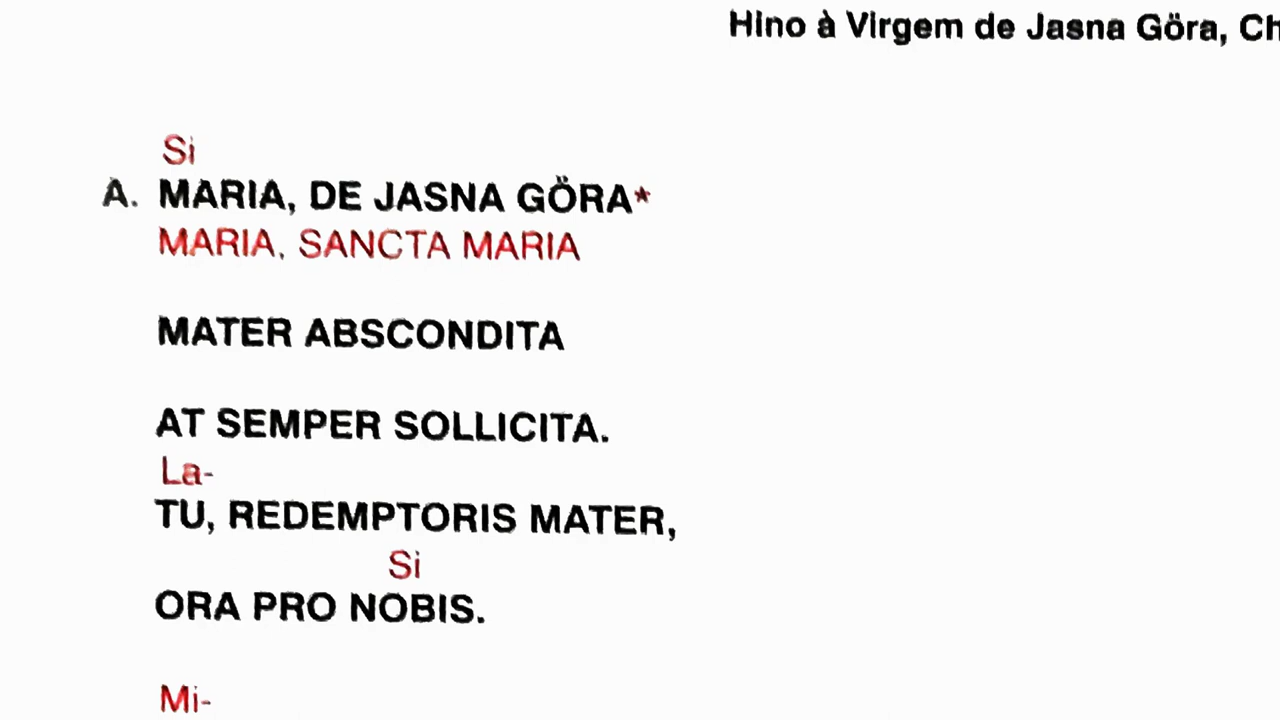 Hino à Virgem de Jasna Göra, Ch
Si
A. MARIA, DE JASNA GÖRA*
MARIA, SANCTA MARIA
MATER ABSCONDITA
AT SEMPER SOLLICITA.
La-
TU, REDEMPTORIS MATER,
Si
ORA PRO NOBIS.
Mi-